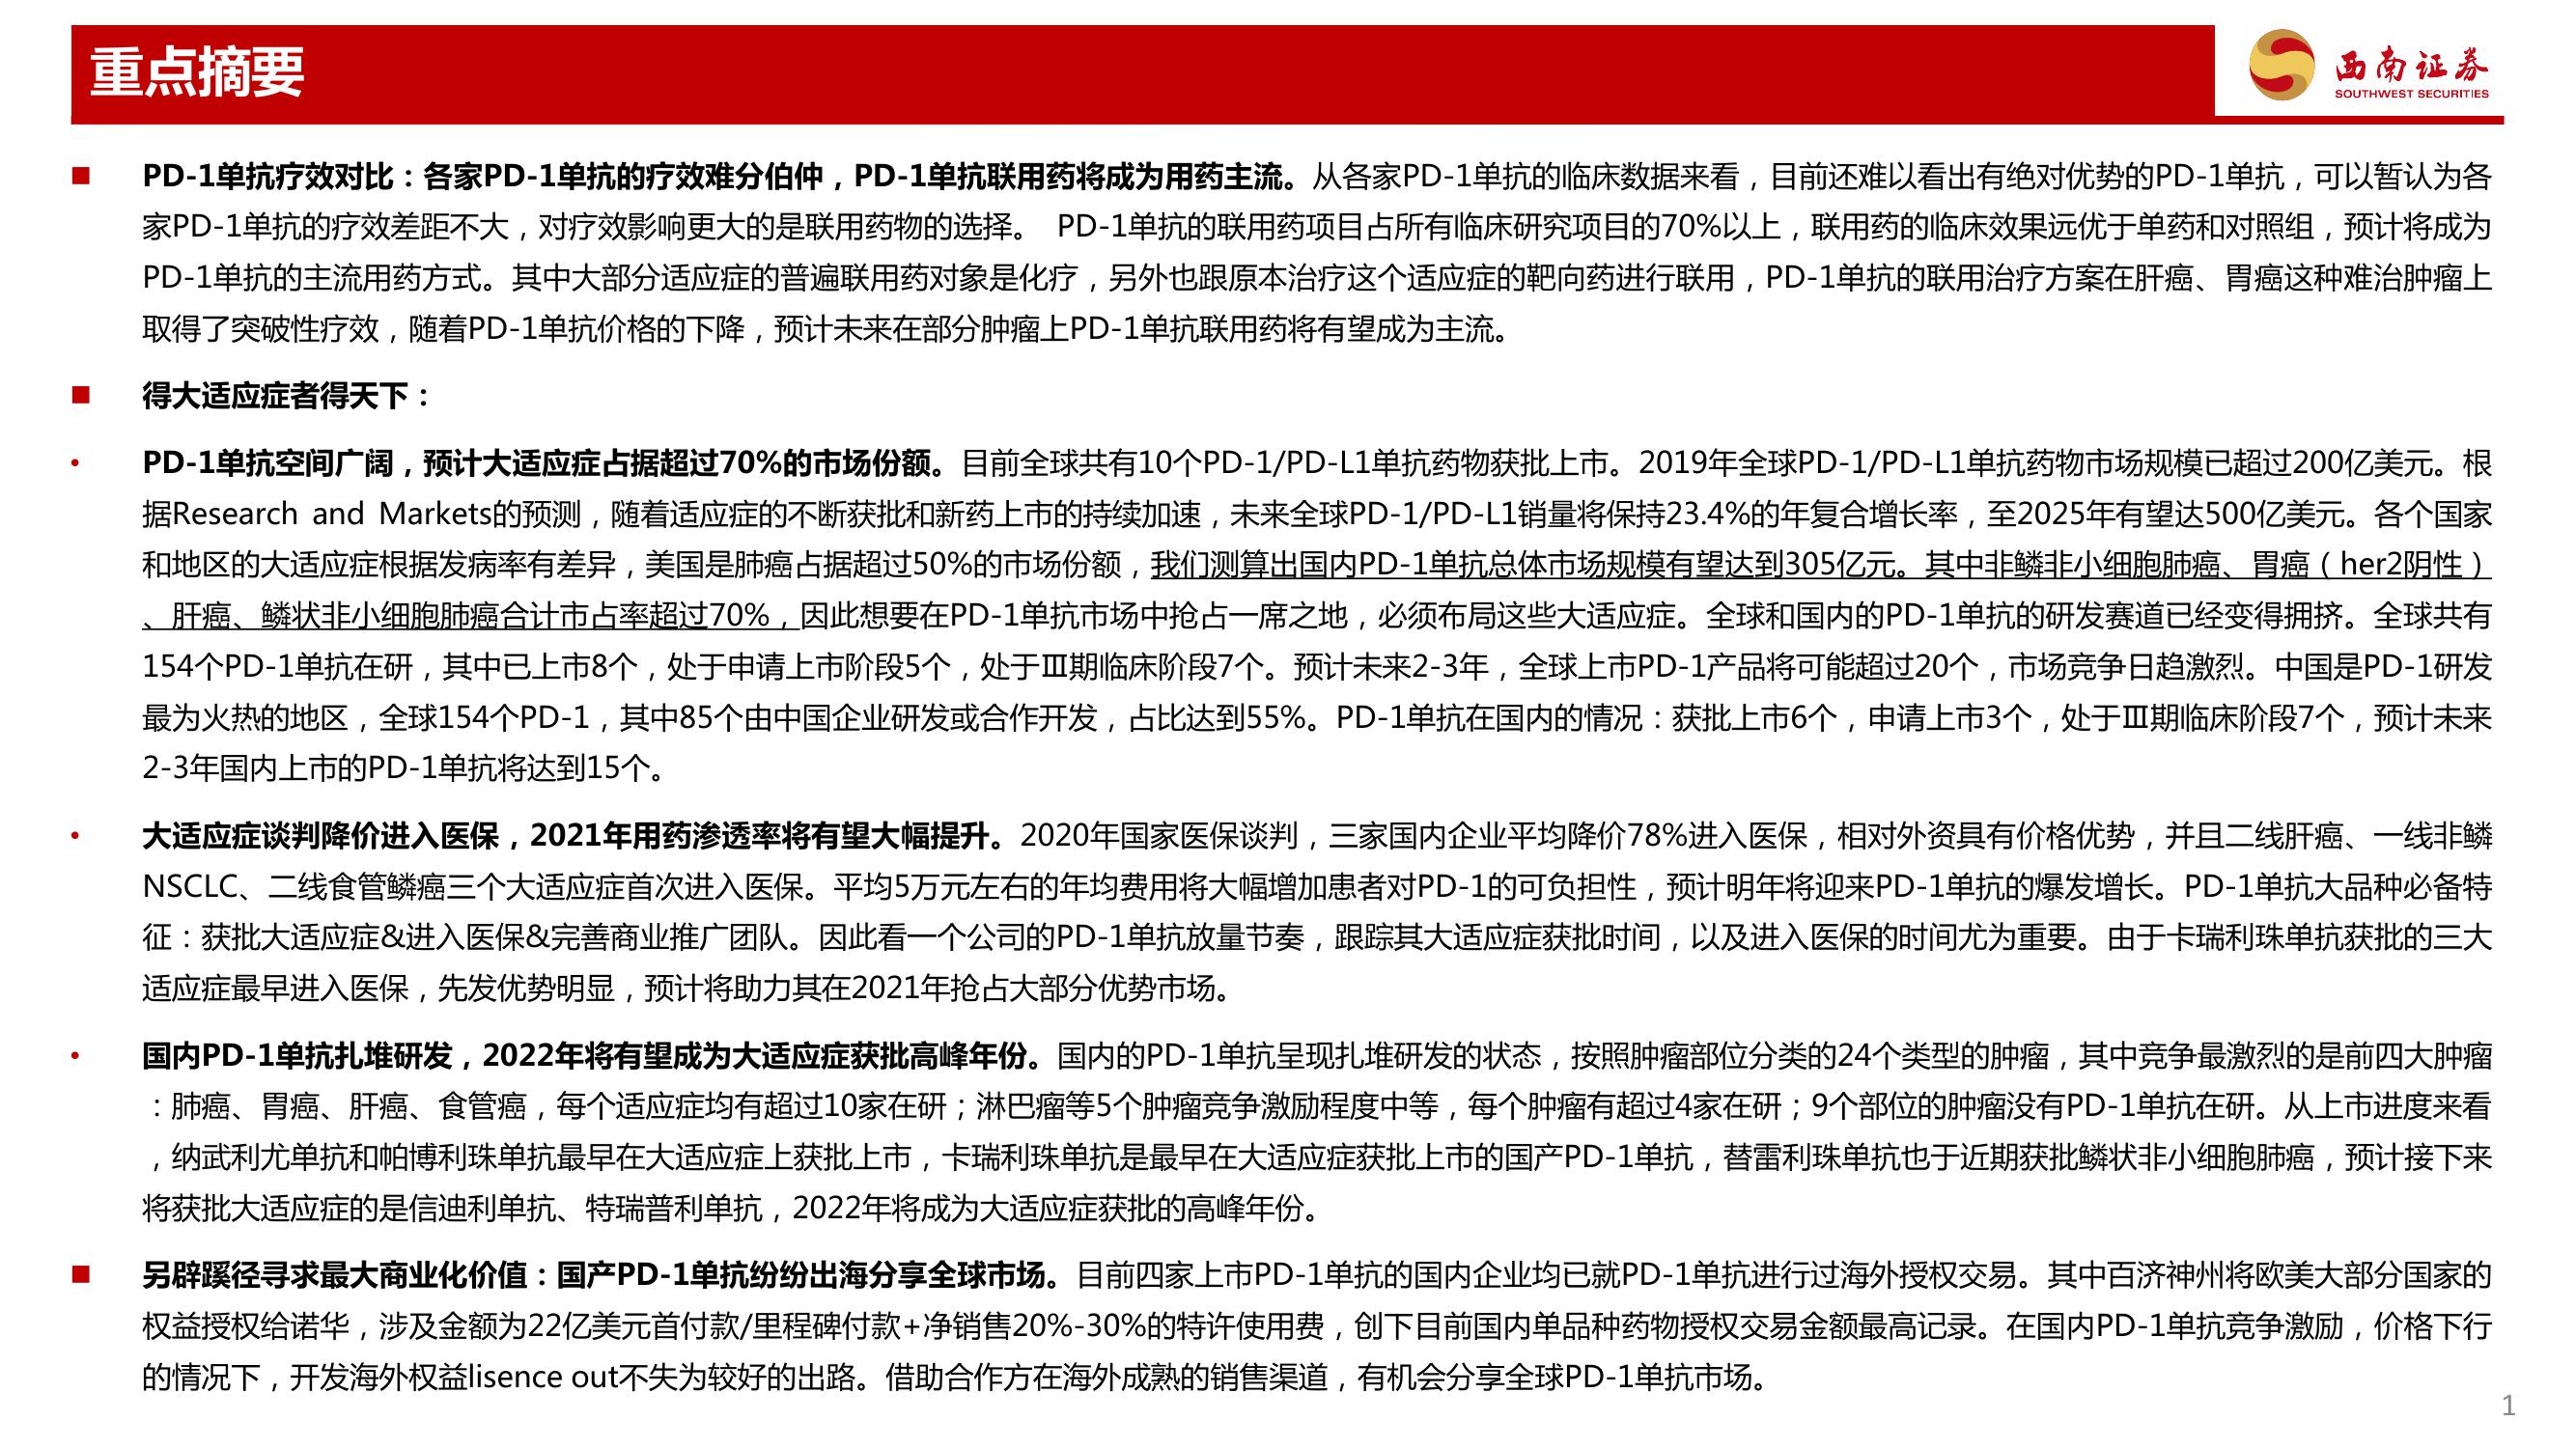 重点摘要
西南证券
SOUTHWEST SECURITIES
■ PD-1单抗疗效对比：各家PD-1单抗的疗效难分伯仲，PD-1单抗联用药将成为用药主流。从各家PD-1单抗的临床数据来看，目前还难以看出有绝对优势的PD-1单抗，可以暂认为各
家PD-1单抗的疗效差距不大，对疗效影响更大的是联用药物的选择。 PD-1单抗的联用药项目占所有临床研究项目的70%以上，联用药的临床效果远优于单药和对照组，预计将成为
PD-1单抗的主流用药方式。其中大部分适应症的普遍联用药对象是化疗，另外也跟原本治疗这个适应症的靶向药进行联用，PD-1单抗的联用治疗方案在肝癌、胃癌这种难治肿瘤上
取得了突破性疗效，随着PD-1单抗价格的下降，预计未来在部分肿瘤上PD-1单抗联用药将有望成为主流。
■ 得大适应症者得天下：
• PD-1单抗空间广阔，预计大适应症占据超过70%的市场份额。目前全球共有10个PD-1/PD-L1单抗药物获批上市。2019年全球PD-1/PD-L1单抗药物市场规模已超过200亿美元。根
据Research and Markets的预测，随着适应症的不断获批和新药上市的持续加速，未来全球PD-1/PD-L1销量将保持23.4%的年复合增长率，至2025年有望达500亿美元。各个国家
和地区的大适应症根据发病率有差异，美国是肺癌占据超过50%的市场份额，我们测算出国内PD-1单抗总体市场规模有望达到305亿元。其中非鳞非小细胞肺癌、胃癌（her2阴性）
、肝癌、鳞状非小细胞肺癌合计市占率超过70%，因此想要在PD-1单抗市场中抢占一席之地，必须布局这些大适应症。全球和国内的PD-1单抗的研发赛道已经变得拥挤。全球共有
154个PD-1单抗在研，其中已上市8个，处于申请上市阶段5个，处于Ⅲ期临床阶段7个。预计未来2-3年，全球上市PD-1产品将可能超过20个，市场竞争日趋激烈。中国是PD-1研发
最为火热的地区，全球154个PD-1，其中85个由中国企业研发或合作开发，占比达到55%。PD-1单抗在国内的情况：获批上市6个，申请上市3个，处于Ⅲ期临床阶段7个，预计未来
2-3年国内上市的PD-1单抗将达到15个。
• 大适应症谈判降价进入医保，2021年用药渗透率将有望大幅提升。2020年国家医保谈判，三家国内企业平均降价78%进入医保，相对外资具有价格优势，并且二线肝癌、一线非鳞
NSCLC、二线食管鳞癌三个大适应症首次进入医保。平均5万元左右的年均费用将大幅增加患者对PD-1的可负担性，预计明年将迎来PD-1单抗的爆发增长。PD-1单抗大品种必备特
征：获批大适应症&进入医保&完善商业推广团队。因此看一个公司的PD-1单抗放量节奏，跟踪其大适应症获批时间，以及进入医保的时间尤为重要。由于卡瑞利珠单抗获批的三大
适应症最早进入医保，先发优势明显，预计将助力其在2021年抢占大部分优势市场。
• 国内PD-1单抗扎堆研发，2022年将有望成为大适应症获批高峰年份。国内的PD-1单抗呈现扎堆研发的状态，按照肿瘤部位分类的24个类型的肿瘤，其中竞争最激烈的是前四大肿瘤
：肺癌、胃癌、肝癌、食管癌，每个适应症均有超过10家在研；淋巴瘤等5个肿瘤竞争激励程度中等，每个肿瘤有超过4家在研；9个部位的肿瘤没有PD-1单抗在研。从上市进度来看
，纳武利尤单抗和帕博利珠单抗最早在大适应症上获批上市，卡瑞利珠单抗是最早在大适应症获批上市的国产PD-1单抗，替雷利珠单抗也于近期获批鳞状非小细胞肺癌，预计接下来
将获批大适应症的是信迪利单抗、特瑞普利单抗，2022年将成为大适应症获批的高峰年份。
■ 另辟蹊径寻求最大商业化价值：国产PD-1单抗纷纷出海分享全球市场。目前四家上市PD-1单抗的国内企业均已就PD-1单抗进行过海外授权交易。其中百济神州将欧美大部分国家的
权益授权给诺华，涉及金额为22亿美元首付款/里程碑付款+净销售20%-30%的特许使用费，创下目前国内单品种药物授权交易金额最高记录。在国内PD-1单抗竞争激励，价格下行
的情况下，开发海外权益lisence out不失为较好的出路。借助合作方在海外成熟的销售渠道，有机会分享全球PD-1单抗市场。
1